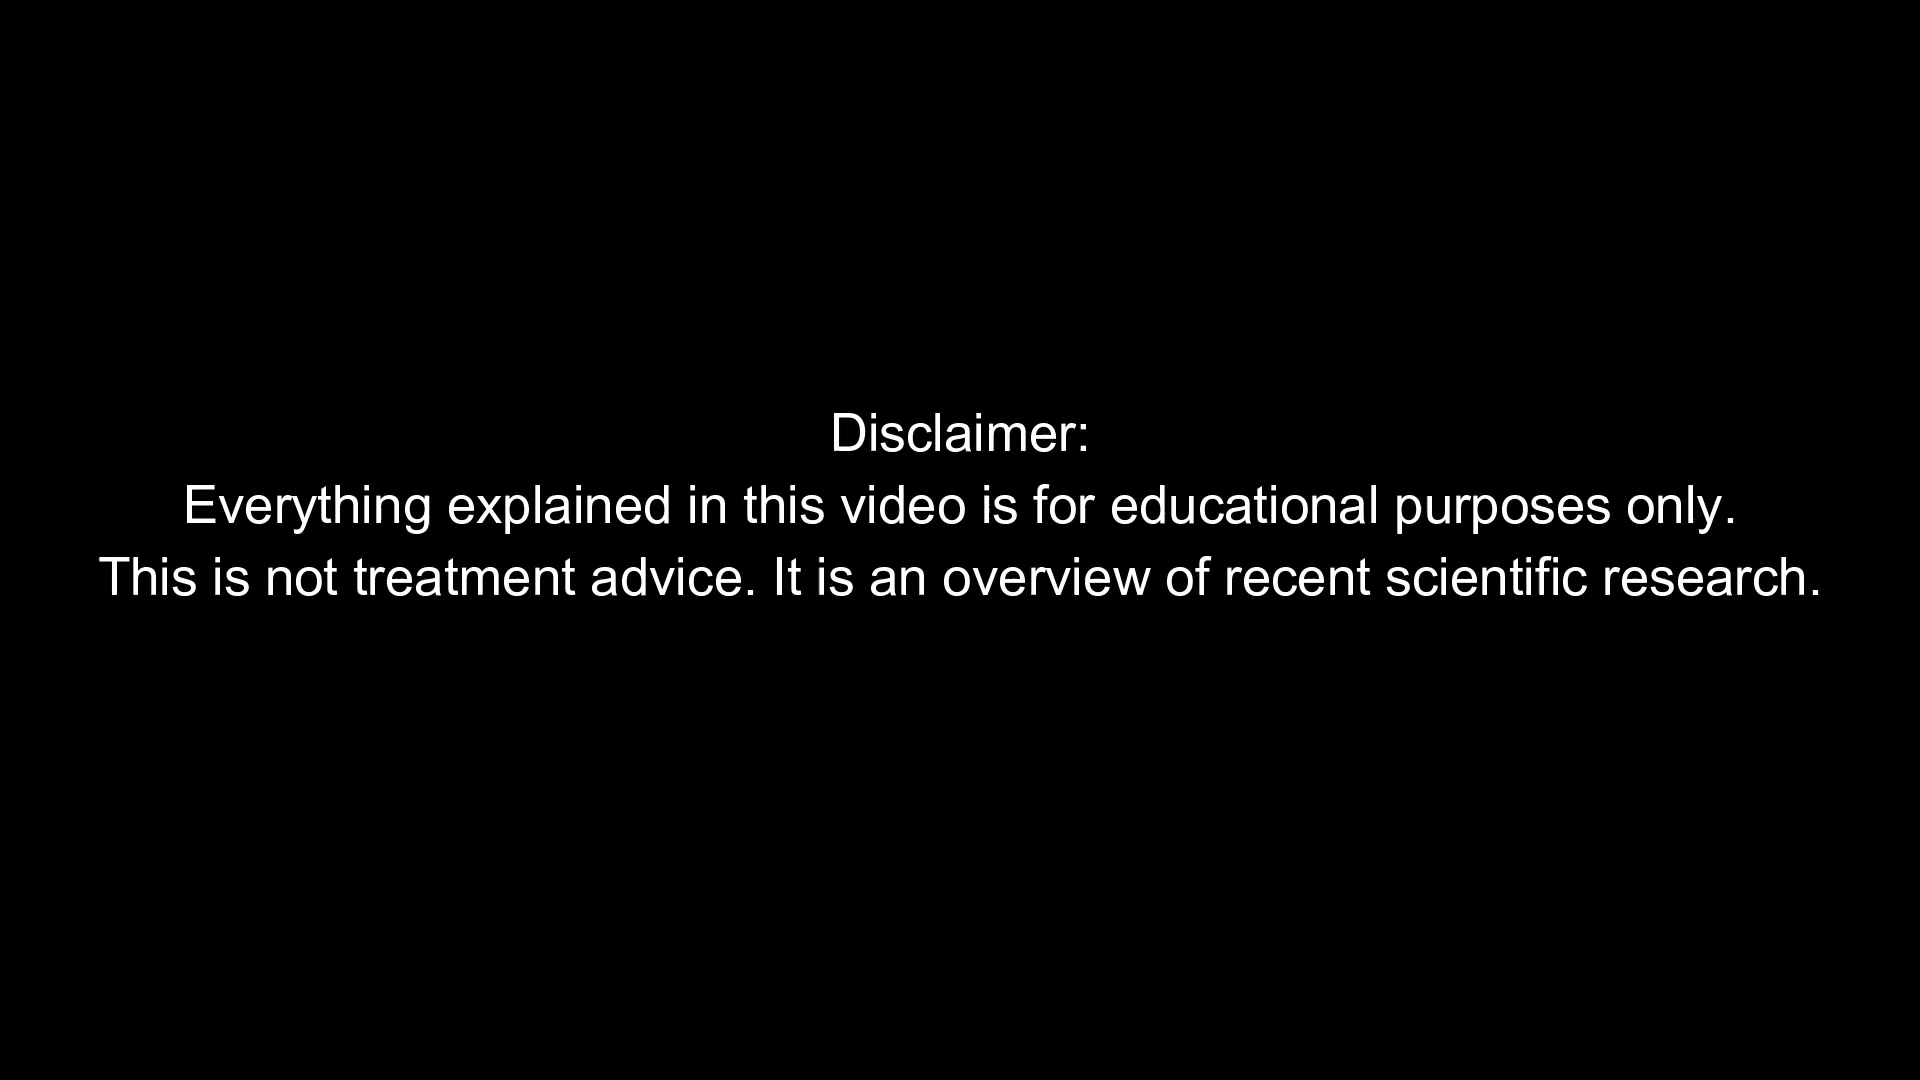 Disclaimer:
Everything explained in this video is for educational purposes only.
This is not treatment advice. It is an overview of recent scientific research.